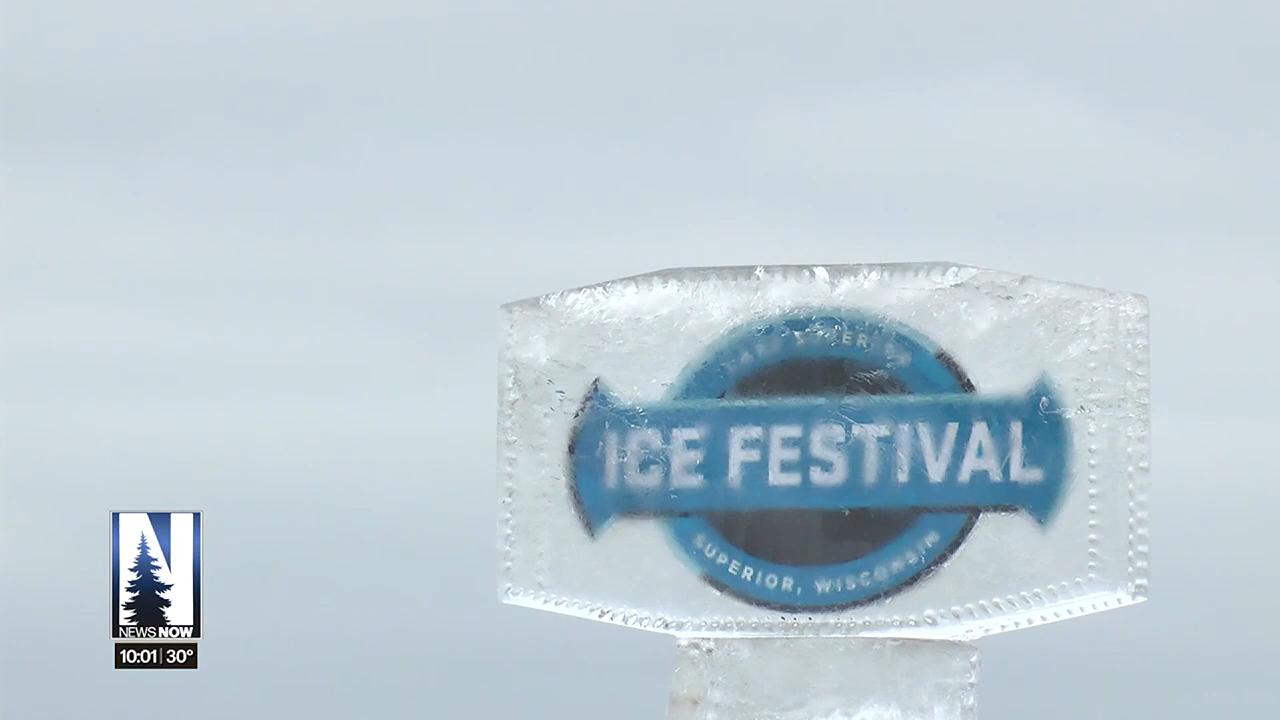 ICE FESTIVAL
SUPERIOR, WISCONSIN
N
NEWS NOW
10:01 30°